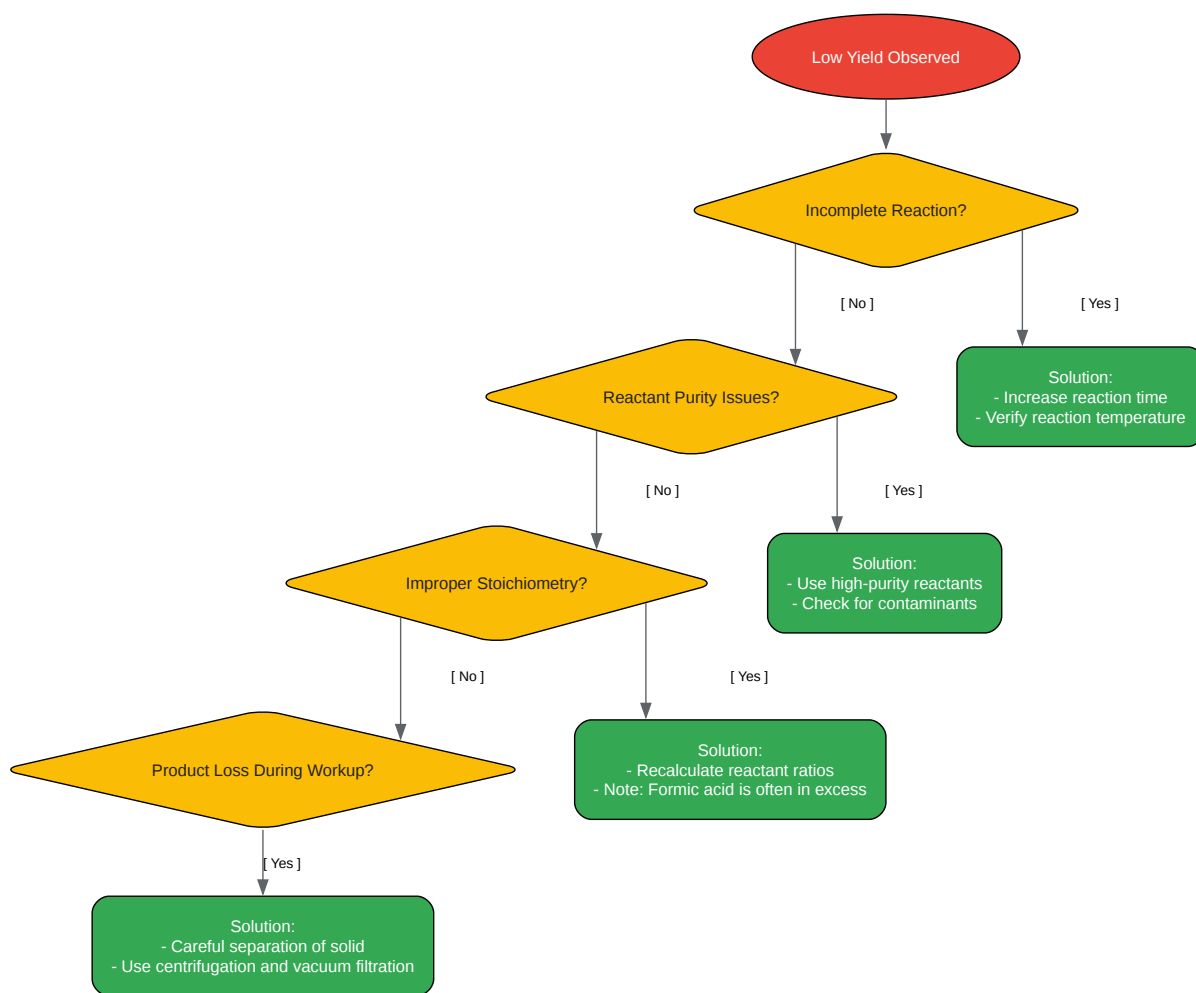 Low Yield Observed
Incomplete Reaction?
[ No ]
[ Yes ]
Reactant Purity Issues?
Solution:
- Increase reaction time
- Verify reaction temperature
[ No ]
[ Yes ]
Improper Stoichiometry?
Solution:
- Use high-purity reactants
- Check for contaminants
[ No ]
[ Yes ]
Product Loss During Workup?
Solution:
- Recalculate reactant ratios
- Note: Formic acid is often in excess
[ Yes ]
Solution:
- Careful separation of solid
- Use centrifugation and vacuum filtration